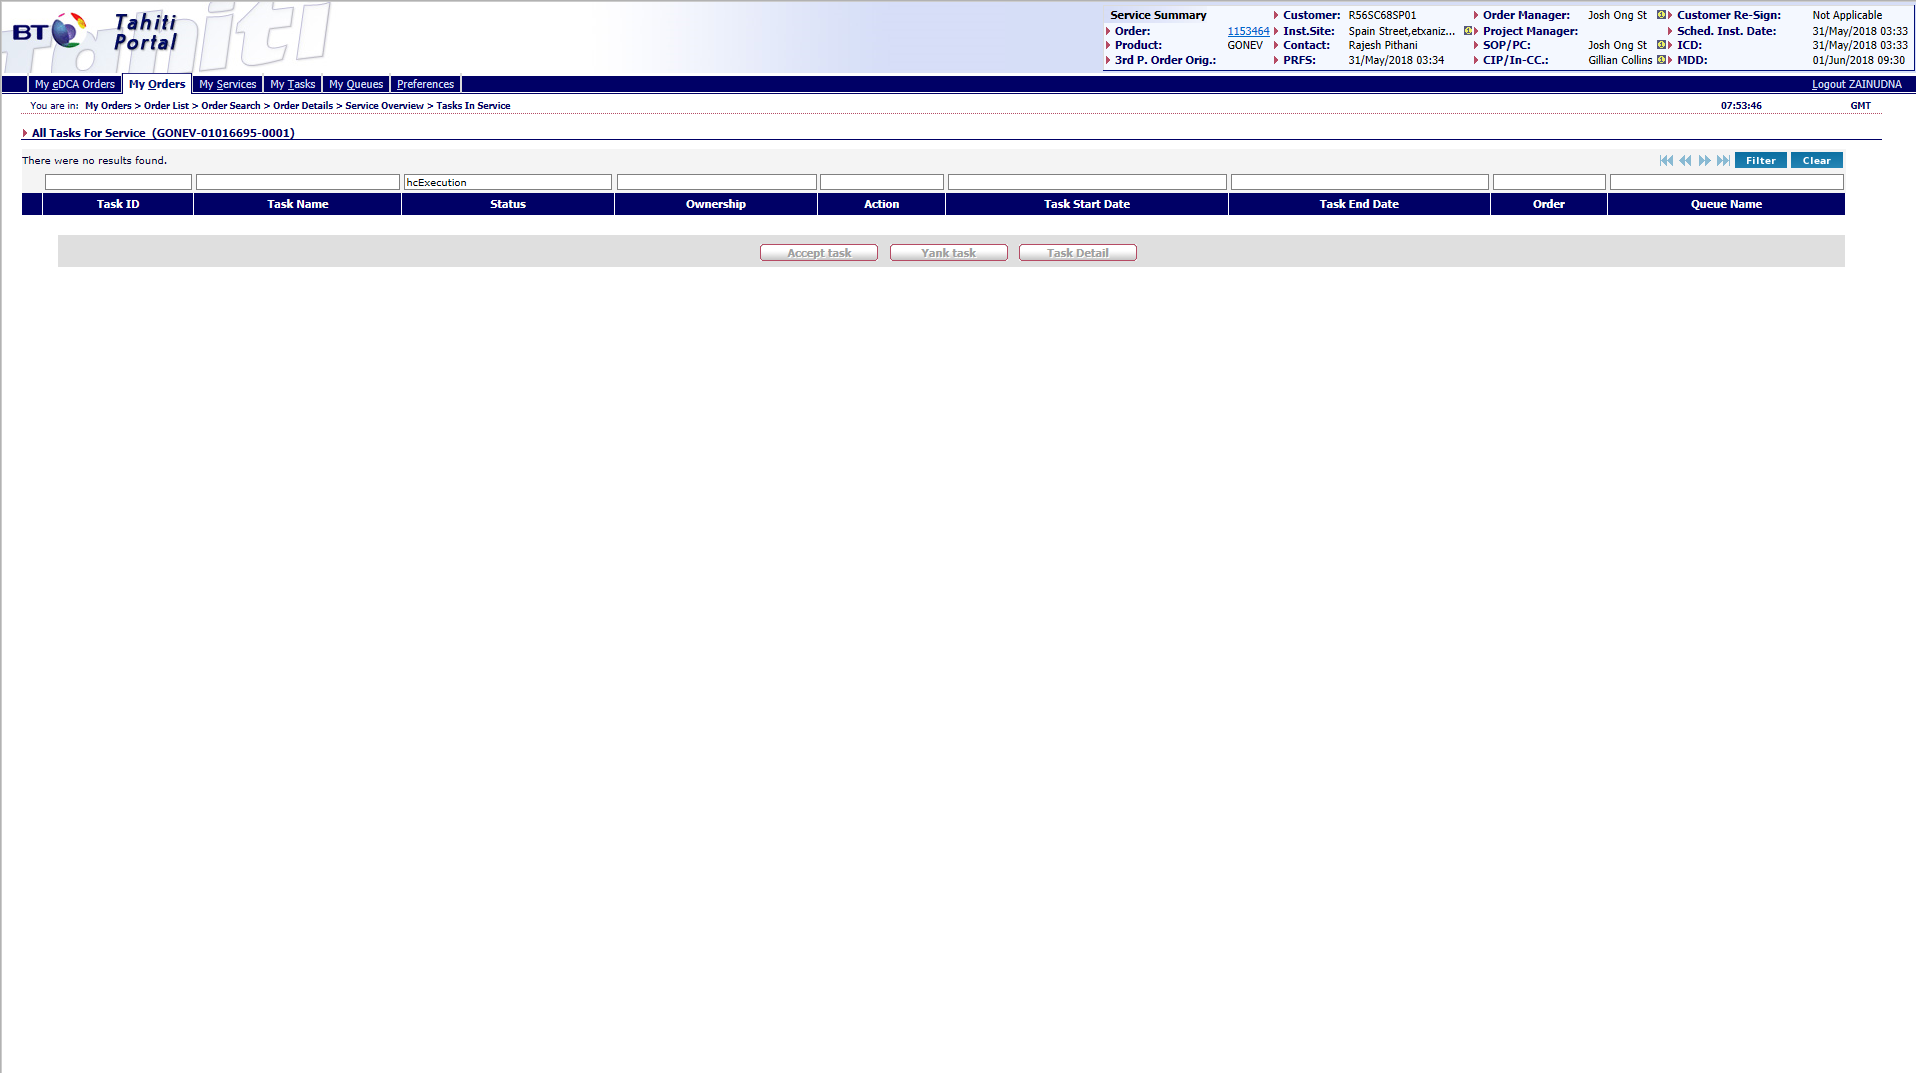 BT Tahiti Portal
Service Summary
Customer: R56SC68SP01
Order Manager: Josh Ong St
Customer Re-Sign: Not Applicable
Order: 1153464
Inst.Site: Spain Street,etxaniz...
Project Manager:
Sched. Inst. Date: 31/May/2018 03:33
Product: GONEV
Contact: Rajesh Pithani
SOP/PC: Josh Ong St
ICD: 31/May/2018 03:33
3rd P. Order Orig.:
PRFS: 31/May/2018 03:34
CIP/In-CC.: Gillian Collins
MDD: 01/Jun/2018 09:30
My eDCA Orders My Orders My Services My Tasks My Queues Preferences Logout ZAINUDNA
You are in: My Orders > Order List > Order Search > Order Details > Service Overview > Tasks In Service 07:53:46 GMT
All Tasks For Service (GONEV-01016695-0001)
There were no results found. Filter Clear
hcExecution
Task ID Task Name Status Ownership Action Task Start Date Task End Date Order Queue Name
Accept task Yank task Task Detail